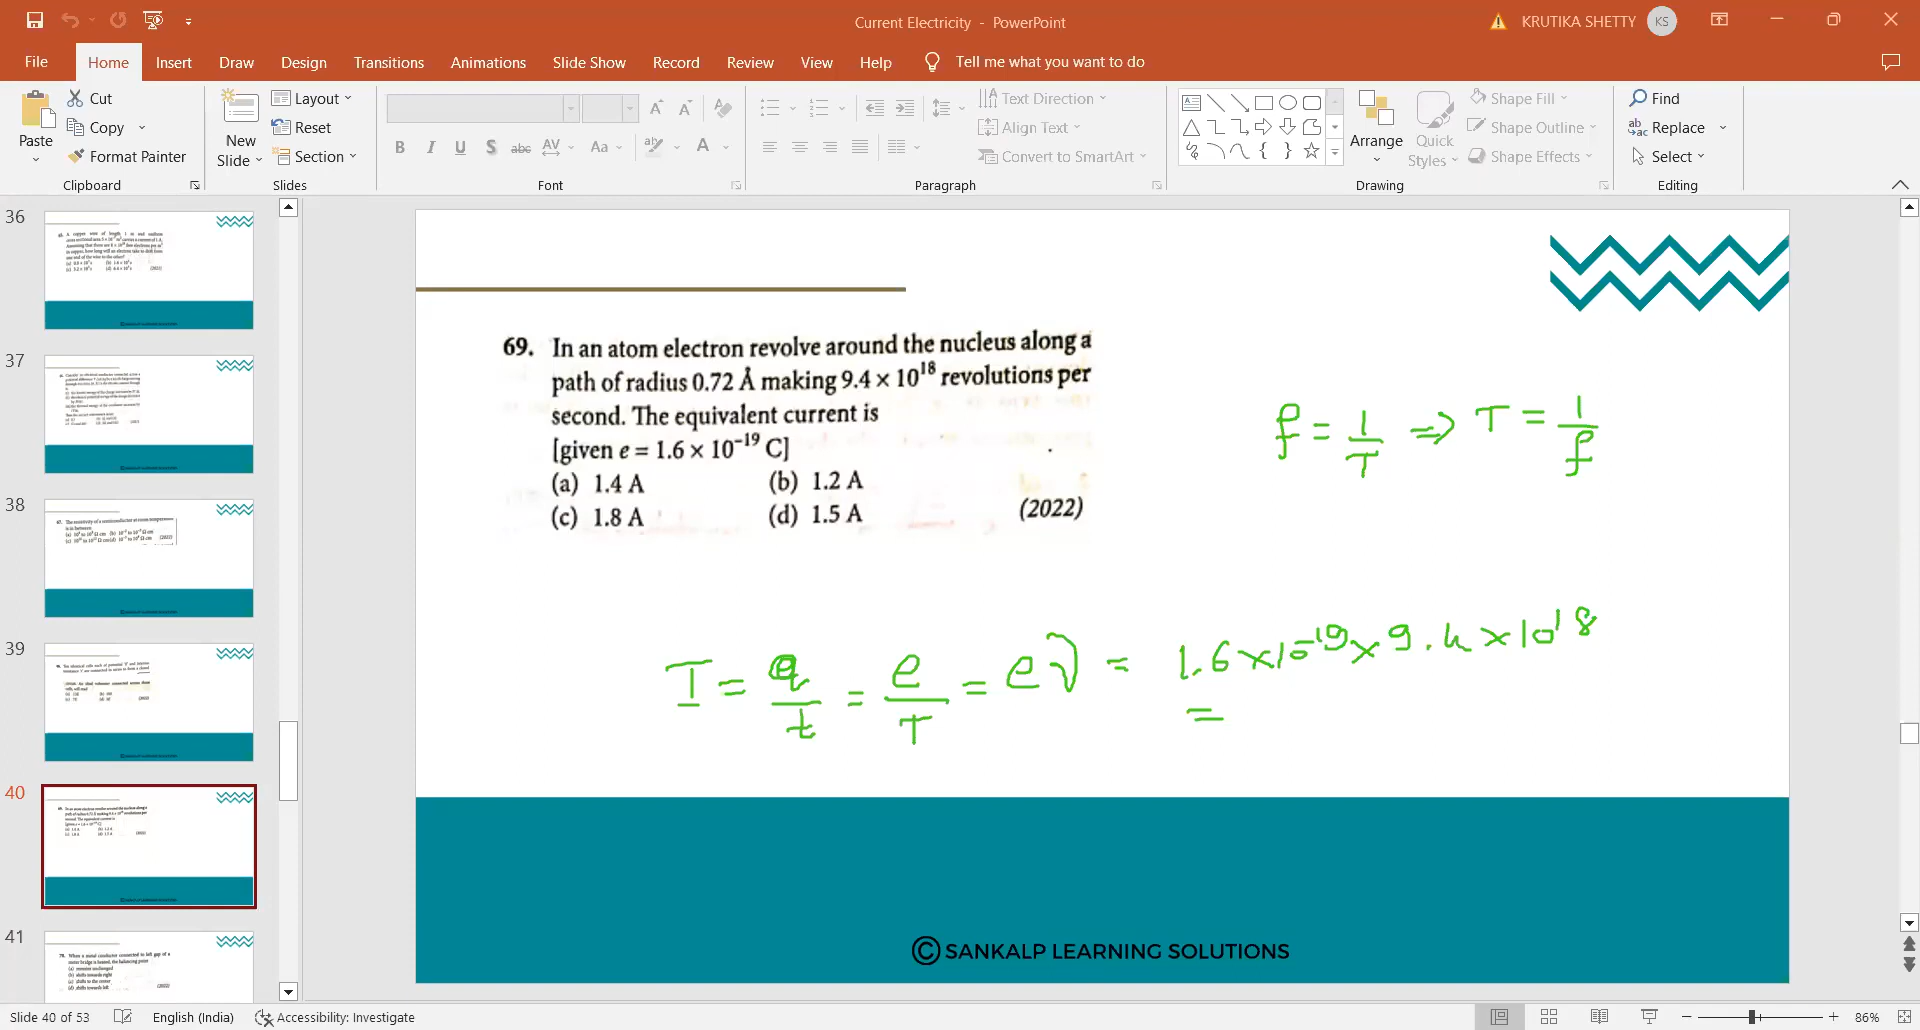 Current Electricity - PowerPoint
KRUTIKA SHETTY KS
File Home Insert Draw Design Transitions Animations Slide Show Record Review View Help Tell me what you want to do
Paste
Cut
Copy
Format Painter
Clipboard
New Slide
Layout
Reset
Section
Slides
B I U S abc AV Aa A
Font
Text Direction
Align Text
Convert to SmartArt
Paragraph
Arrange
Quick Styles
Shape Fill
Shape Outline
Shape Effects
Drawing
Find
Replace
Select
Editing
36
37
38
39
40
41
69. In an atom electron revolve around the nucleus along a
path of radius 0.72 Å making 9.4 × 10¹⁸ revolutions per
second. The equivalent current is
[given e = 1.6 × 10⁻¹⁹ C]
(a) 1.4 A (b) 1.2 A
(c) 1.8 A (d) 1.5 A (2022)
f = 1/T ⇒ T = 1/f
I = q/t = e/T = eν = 1.6×10⁻¹⁹×9.4×10¹⁸
=
© SANKALP LEARNING SOLUTIONS
Slide 40 of 53 English (India) Accessibility: Investigate 86%